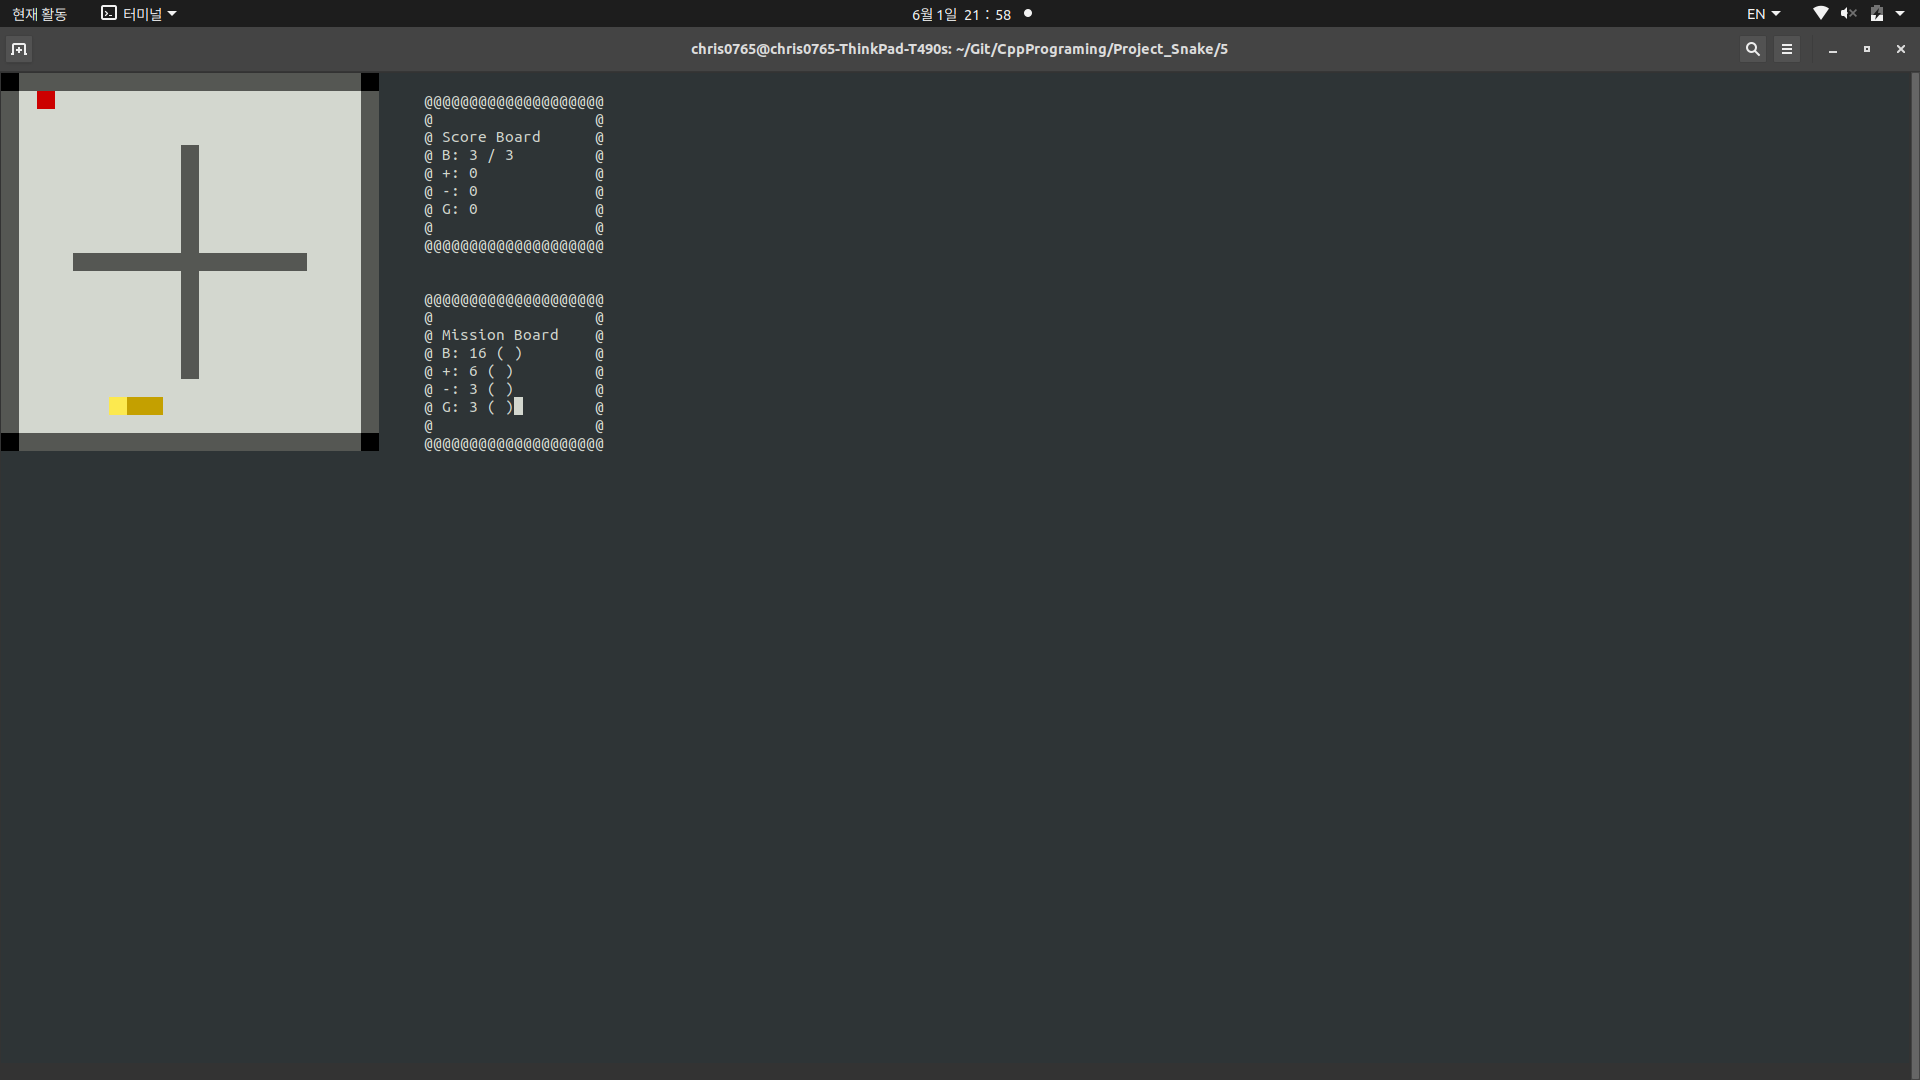 현재 활동 터미널 6월 1일 21 : 58 EN
chris0765@chris0765-ThinkPad-T490s: ~/Git/CppPrograming/Project_Snake/5
@@@@@@@@@@@@@@@@@@@@
@ @
@ Score Board @
@ B: 3 / 3 @
@ +: 0 @
@ -: 0 @
@ G: 0 @
@ @
@@@@@@@@@@@@@@@@@@@@
@@@@@@@@@@@@@@@@@@@@
@ @
@ Mission Board @
@ B: 16 ( ) @
@ +: 6 ( ) @
@ -: 3 ( ) @
@ G: 3 ( ) @
@ @
@@@@@@@@@@@@@@@@@@@@